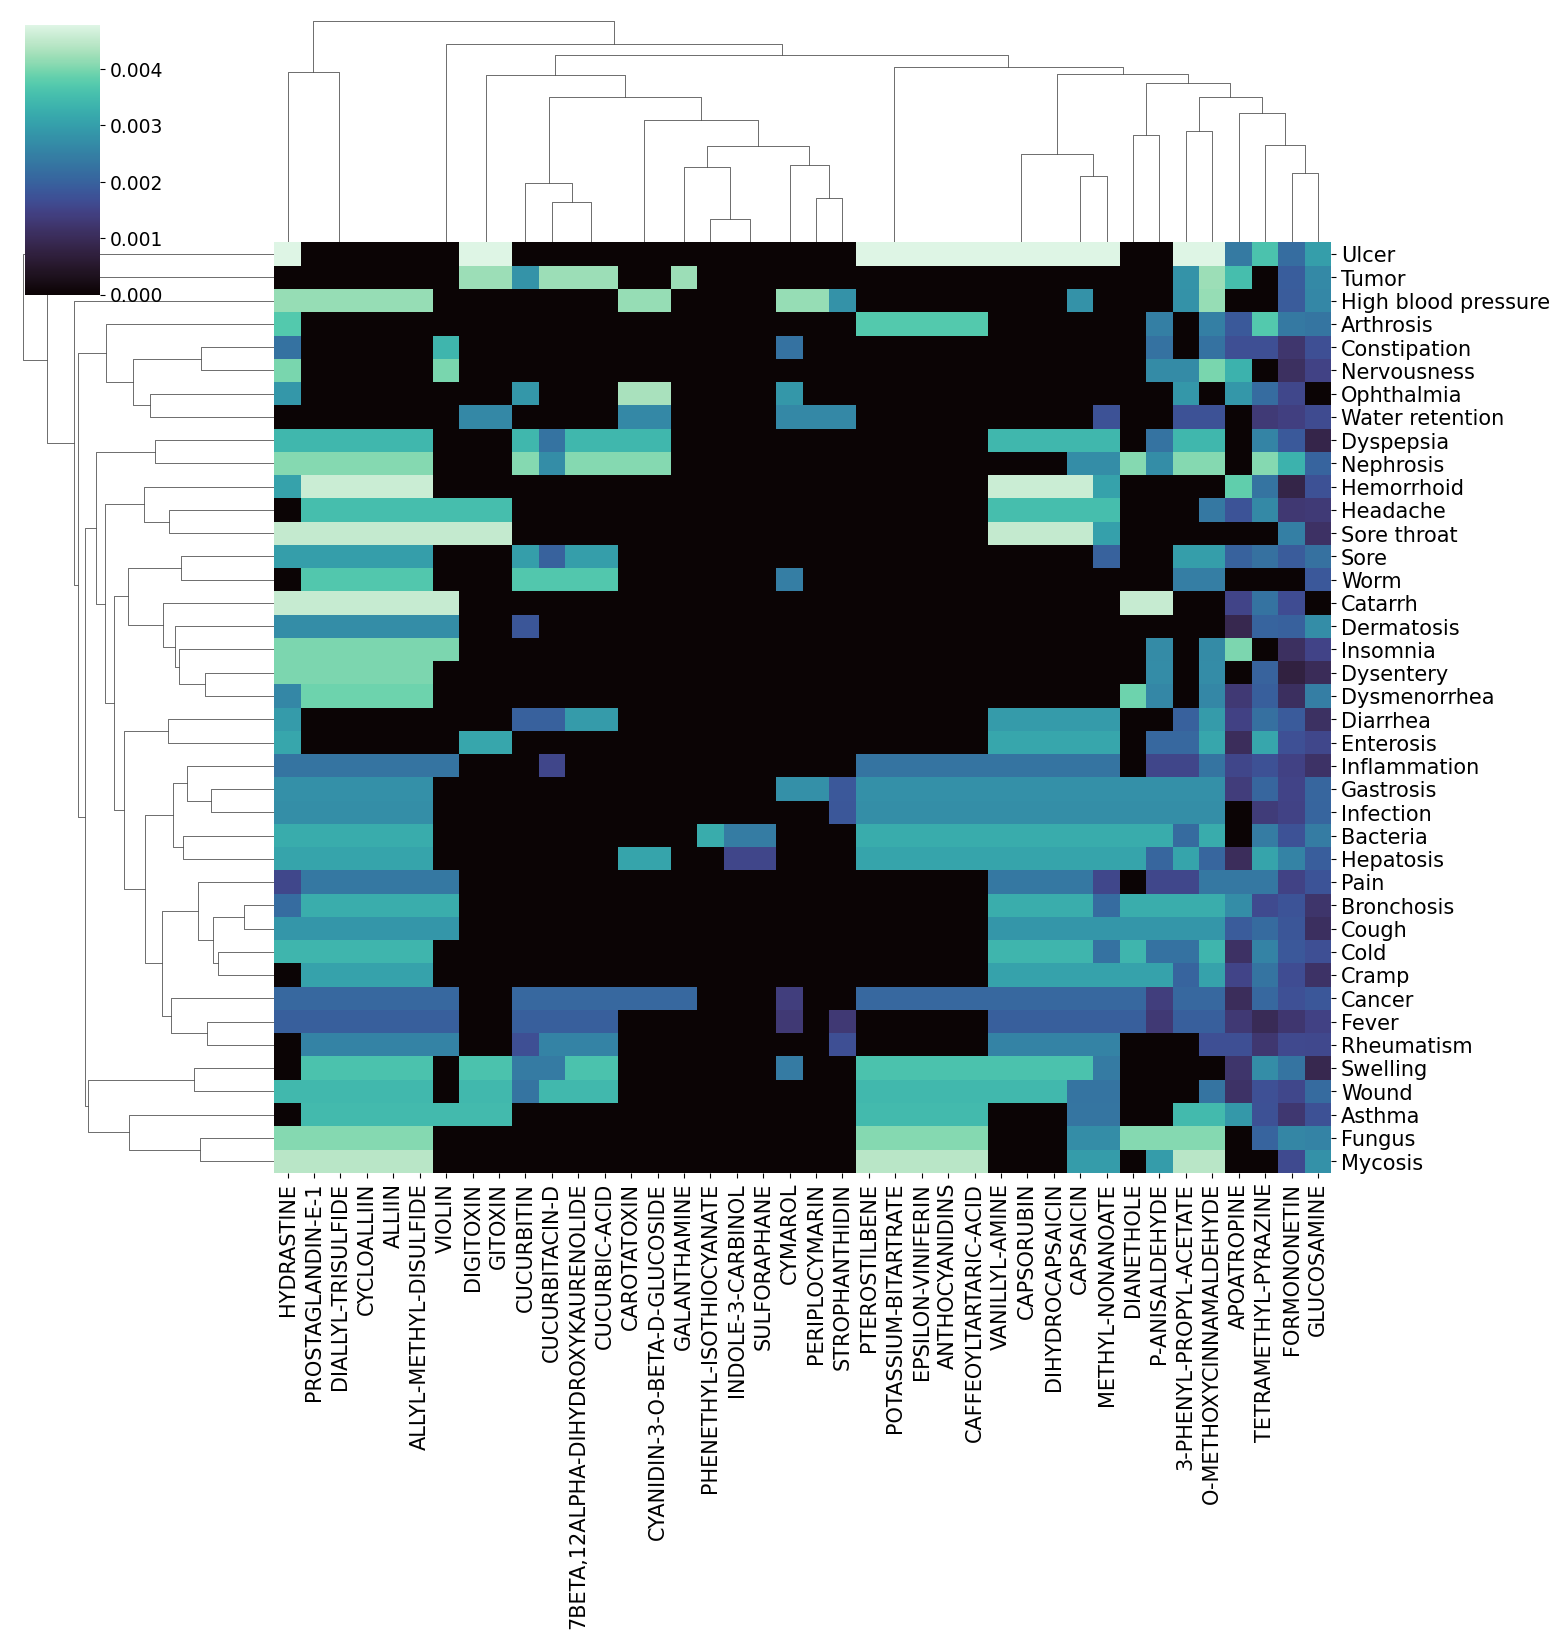 0.004
0.003
0.002
0.001
0.000
Ulcer
Tumor
High blood pressure
Arthrosis
Constipation
Nervousness
Ophthalmia
Water retention
Dyspepsia
Nephrosis
Hemorrhoid
Headache
Sore throat
Sore
Worm
Catarrh
Dermatosis
Insomnia
Dysentery
Dysmenorrhea
Diarrhea
Enterosis
Inflammation
Gastrosis
Infection
Bacteria
Hepatosis
Pain
Bronchosis
Cough
Cold
Cramp
Cancer
Fever
Rheumatism
Swelling
Wound
Asthma
Fungus
Mycosis
HYDRASTINE
PROSTAGLANDIN-E-1
DIALLYL-TRISULFIDE
CYCLOALLIIN
ALLIIN
ALLYL-METHYL-DISULFIDE
VIOLIN
DIGITOXIN
GITOXIN
CUCURBITIN
CUCURBITACIN-D
7BETA,12ALPHA-DIHYDROXYKAURENOLIDE
CUCURBIC-ACID
CAROTATOXIN
CYANIDIN-3-O-BETA-D-GLUCOSIDE
GALANTHAMINE
PHENETHYL-ISOTHIOCYANATE
INDOLE-3-CARBINOL
SULFORAPHANE
CYMAROL
PERIPLOCYMARIN
STROPHANTHIDIN
PTEROSTILBENE
POTASSIUM-BITARTRATE
EPSILON-VINIFERIN
ANTHOCYANIDINS
CAFFEOYLTARTARIC-ACID
VANILLYL-AMINE
CAPSORUBIN
DIHYDROCAPSAICIN
CAPSAICIN
METHYL-NONANOATE
DIANETHOLE
P-ANISALDEHYDE
3-PHENYL-PROPYL-ACETATE
O-METHOXYCINNAMALDEHYDE
APOATROPINE
TETRAMETHYL-PYRAZINE
FORMONONETIN
GLUCOSAMINE